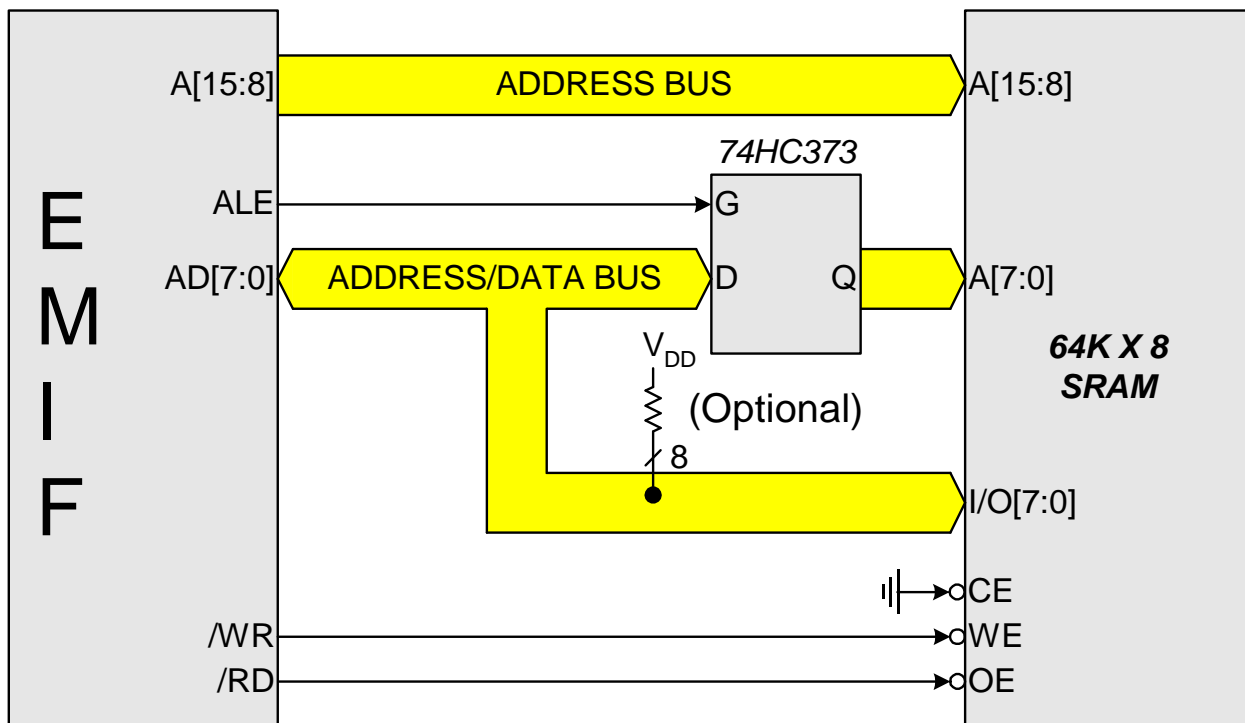 A[15:8]
ADDRESS BUS
A[15:8]
74HC373
ALE
G
AD[7:0]
ADDRESS/DATA BUS
D
Q
A[7:0]
E
M
I
F
VDD
(Optional)
8
64K X 8
SRAM
I/O[7:0]
CE
/WR
WE
/RD
OE